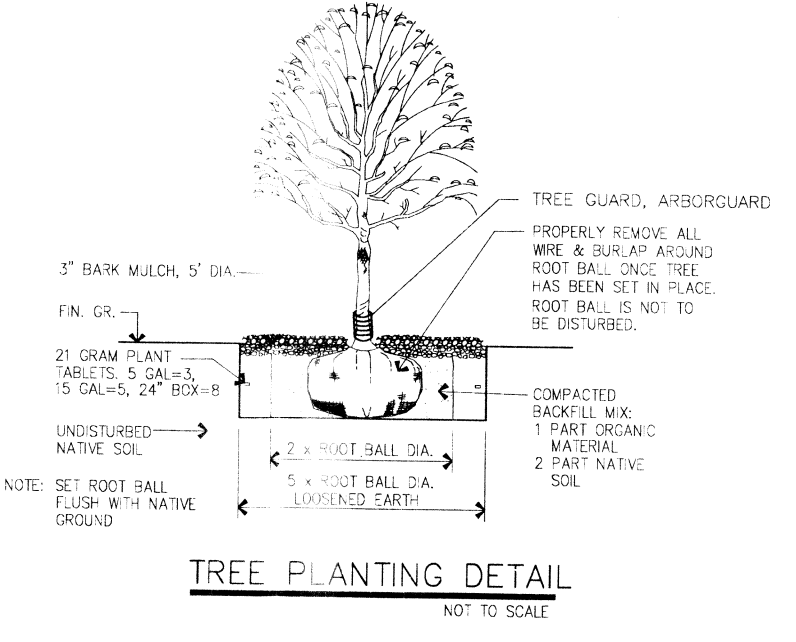 TREE GUARD, ARBORGUARD
PROPERLY REMOVE ALL
WIRE & BURLAP AROUND
ROOT BALL ONCE TREE
HAS BEEN SET IN PLACE.
ROOT BALL IS NOT TO
BE DISTURBED.
3" BARK MULCH, 5' DIA.
FIN. GR.
21 GRAM PLANT
TABLETS. 5 GAL=3,
15 GAL=5, 24" BOX=8
UNDISTURBED
NATIVE SOIL
COMPACTED
BACKFILL MIX:
1 PART ORGANIC
MATERIAL
2 PART NATIVE
SOIL
2 x ROOT BALL DIA.
5 x ROOT BALL DIA.
LOOSENED EARTH
NOTE: SET ROOT BALL
FLUSH WITH NATIVE
GROUND
TREE PLANTING DETAIL
NOT TO SCALE